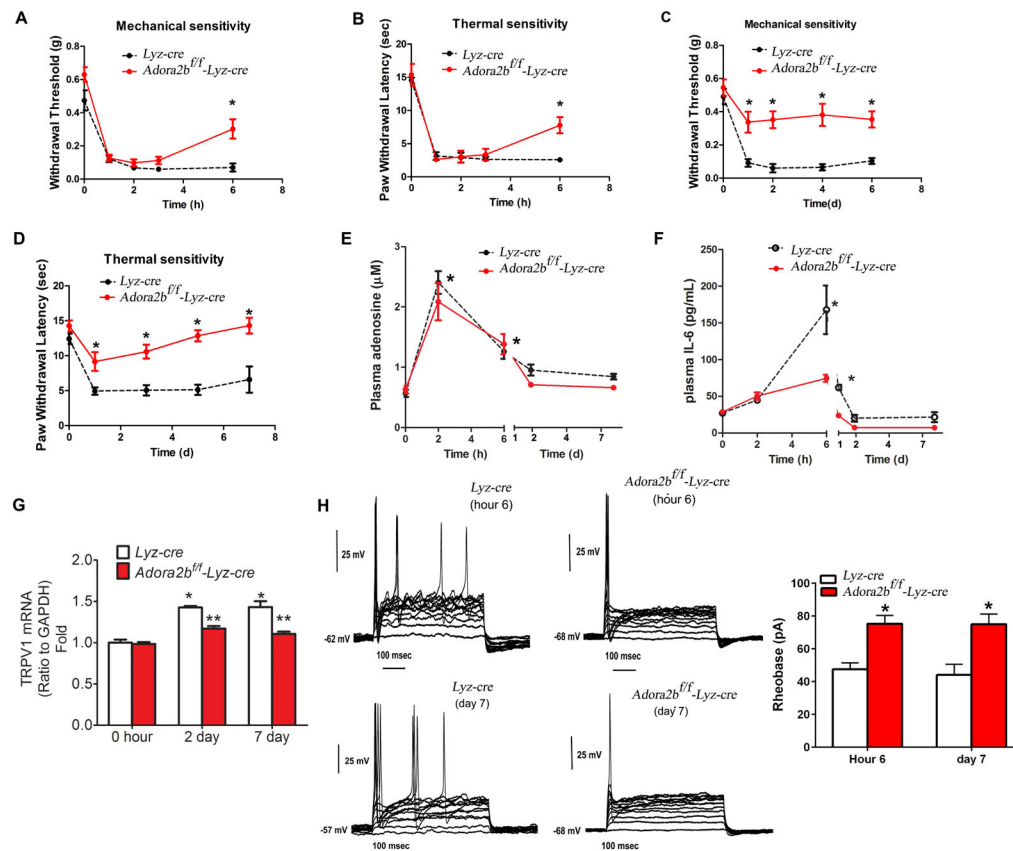 A
Mechanical sensitivity
Lyz-cre
Adora2b^f/f-Lyz-cre
Withdrawal Threshold (g)
0.8
0.6
0.4
0.2
0.0
*
0 2 4 6 8
Time (h)
B
Thermal sensitivity
Lyz-cre
Adora2b^f/f-Lyz-cre
Paw Withdrawal Latency (sec)
20
15
10
5
0
*
0 2 4 6 8
Time (h)
C
Mechanical sensitivity
Lyz-cre
Adora2b^f/f-Lyz-cre
Withdrawal Threshold (g)
0.8
0.6
0.4
0.2
0.0
* * * *
0 2 4 6 8
Time(d)
D
Thermal sensitivity
Lyz-cre
Adora2b^f/f-Lyz-cre
Paw Withdrawal Latency (sec)
20
15
10
5
0
* * * *
0 2 4 6 8
Time (d)
E
Lyz-cre
Adora2b^f/f-Lyz-cre
Plasma adenosine (µM)
3
2
1
0
*
*
0 2 6 1 2 7
Time (h) Time (d)
F
Lyz-cre
Adora2b^f/f-Lyz-cre
plasma IL-6 (pg/mL)
250
200
150
100
50
0
*
*
0 2 6 1 2 7
Time (h) Time (d)
G
Lyz-cre
Adora2b^f/f-Lyz-cre
TRPV1 mRNA
(Ratio to GAPDH)
Fold
2.0
1.5
1.0
0.5
0.0
* ** * **
0 hour 2 day 7 day
H
Lyz-cre
(hour 6)
25 mV
-62 mV
100 msec
Adora2b^f/f-Lyz-cre
(hour 6)
25 mV
-68 mV
100 msec
Lyz-cre
(day 7)
25 mV
-57 mV
100 msec
Adora2b^f/f-Lyz-cre
(day 7)
25 mV
-68 mV
100 msec
Lyz-cre
Adora2b^f/f-Lyz-cre
Rheobase (pA)
100
80
60
40
20
0
* *
Hour 6 day 7